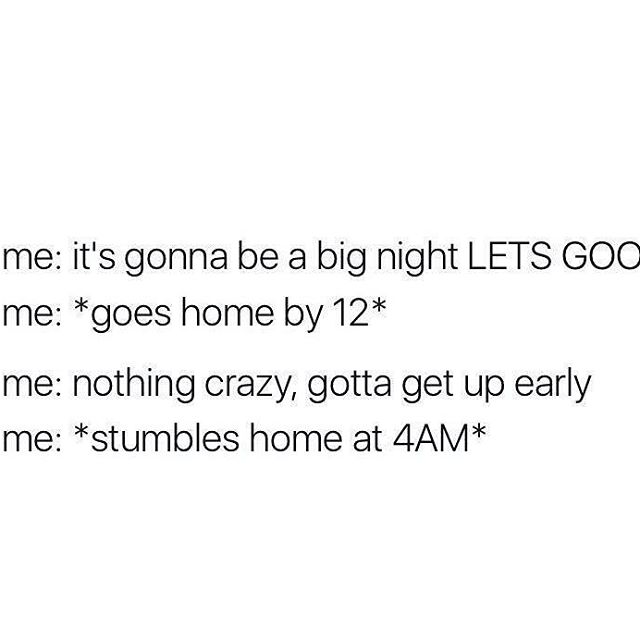 me: it's gonna be a big night LETS GOO
me: *goes home by 12*
me: nothing crazy, gotta get up early
me: *stumbles home at 4AM*